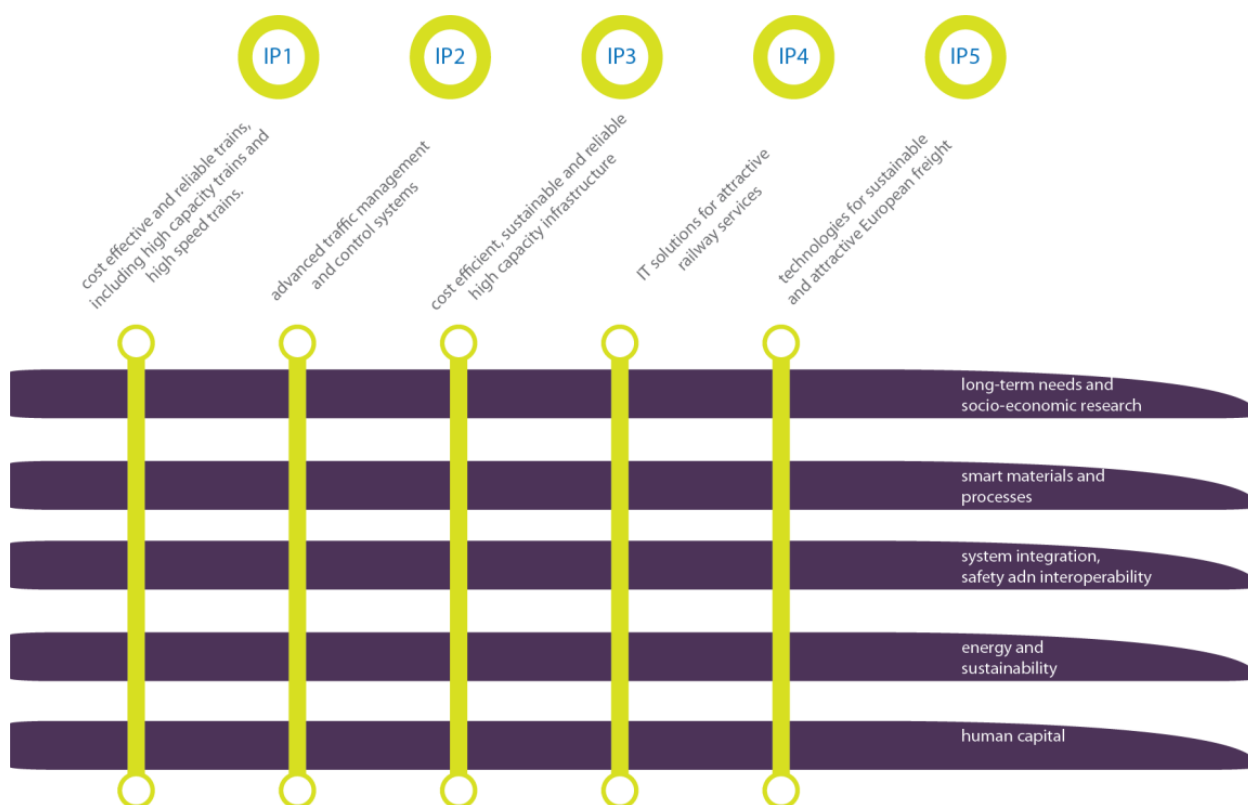 IP1
IP2
IP3
IP4
IP5
cost effective and reliable trains,
including high capacity trains and
high speed trains.
advanced traffic management
and control systems
cost efficient, sustainable and reliable
high capacity infrastructure
IT solutions for attractive
railway services
technologies for sustainable
and attractive European freight
long-term needs and
socio-economic research
smart materials and
processes
system integration,
safety adn interoperability
energy and
sustainability
human capital